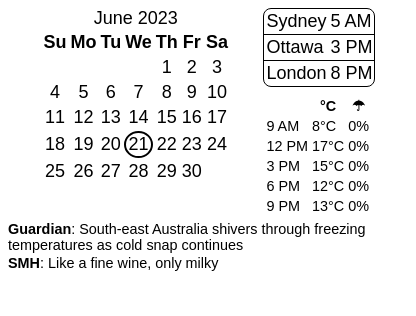 June 2023
Su Mo Tu We Th Fr Sa
1 2 3
4 5 6 7 8 9 10
11 12 13 14 15 16 17
18 19 20 21 22 23 24
25 26 27 28 29 30
Sydney 5 AM
Ottawa 3 PM
London 8 PM
°C ☂
9 AM 8°C 0%
12 PM 17°C 0%
3 PM 15°C 0%
6 PM 12°C 0%
9 PM 13°C 0%
Guardian: South-east Australia shivers through freezing
temperatures as cold snap continues
SMH: Like a fine wine, only milky